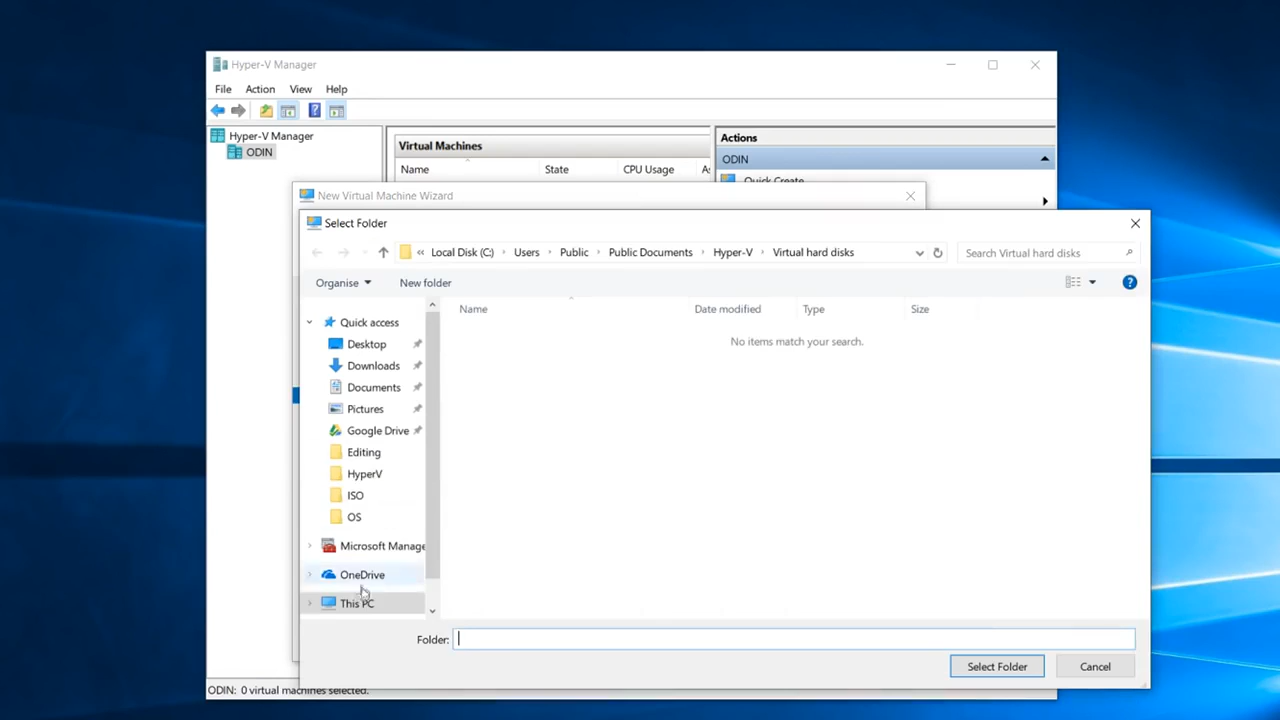 Hyper-V Manager
File Action View Help
Hyper-V Manager
ODIN
Virtual Machines
Name State CPU Usage As
Actions
ODIN
Quick Create
New Virtual Machine Wizard
Select Folder
« Local Disk (C:) › Users › Public › Public Documents › Hyper-V › Virtual hard disks
Search Virtual hard disks
Organise New folder
Name Date modified Type Size
No items match your search.
Quick access
Desktop
Downloads
Documents
Pictures
Google Drive
Editing
HyperV
ISO
OS
Microsoft Manage
OneDrive
This PC
Folder:
Select Folder Cancel
ODIN: 0 virtual machines selected.